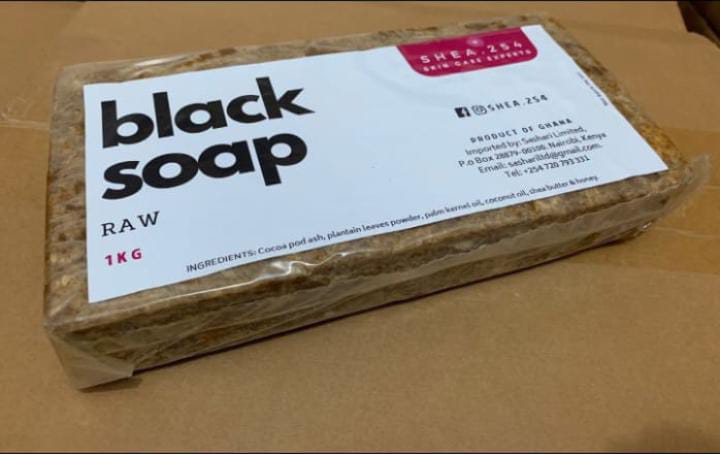 SHEA.254
SKIN CARE EXPERTS
black
soap
SHEA.254
PRODUCT OF GHANA
Imported by: Sashari Limited,
P.o Box 28879-00100, Nairobi, Kenya
Email: sashariltd@gmail.com
Tel: +254 720 793 331
RAW
1KG
INGREDIENTS: Cocoa pod ash, plantain leaves powder, palm kernel oil, coconut oil, shea butter & honey.